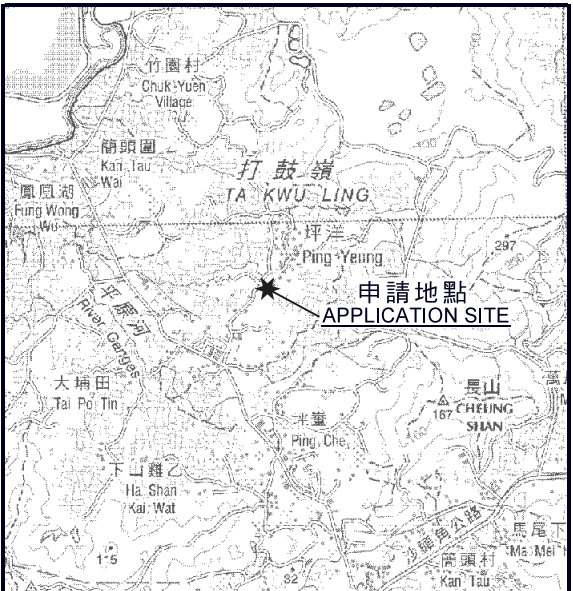 竹園村
Chuk Yuen
Village
簡頭圍
Kan Tau
Wai
打鼓嶺
TA KWU LING
鳳凰湖
Fung Wong
Wu
坪洋
Ping Yeung
297
申請地點
APPLICATION SITE
平原河
River Ganges
大埔田
Tai Po Tin
長山
167
CHEUNG
SHAN
坪輋
Ping Che
下山雞乙
Ha Shan
Kai Wat
沙頭角公路
馬尾下
Ma Mei
115
簡頭村
Kan Tau
32